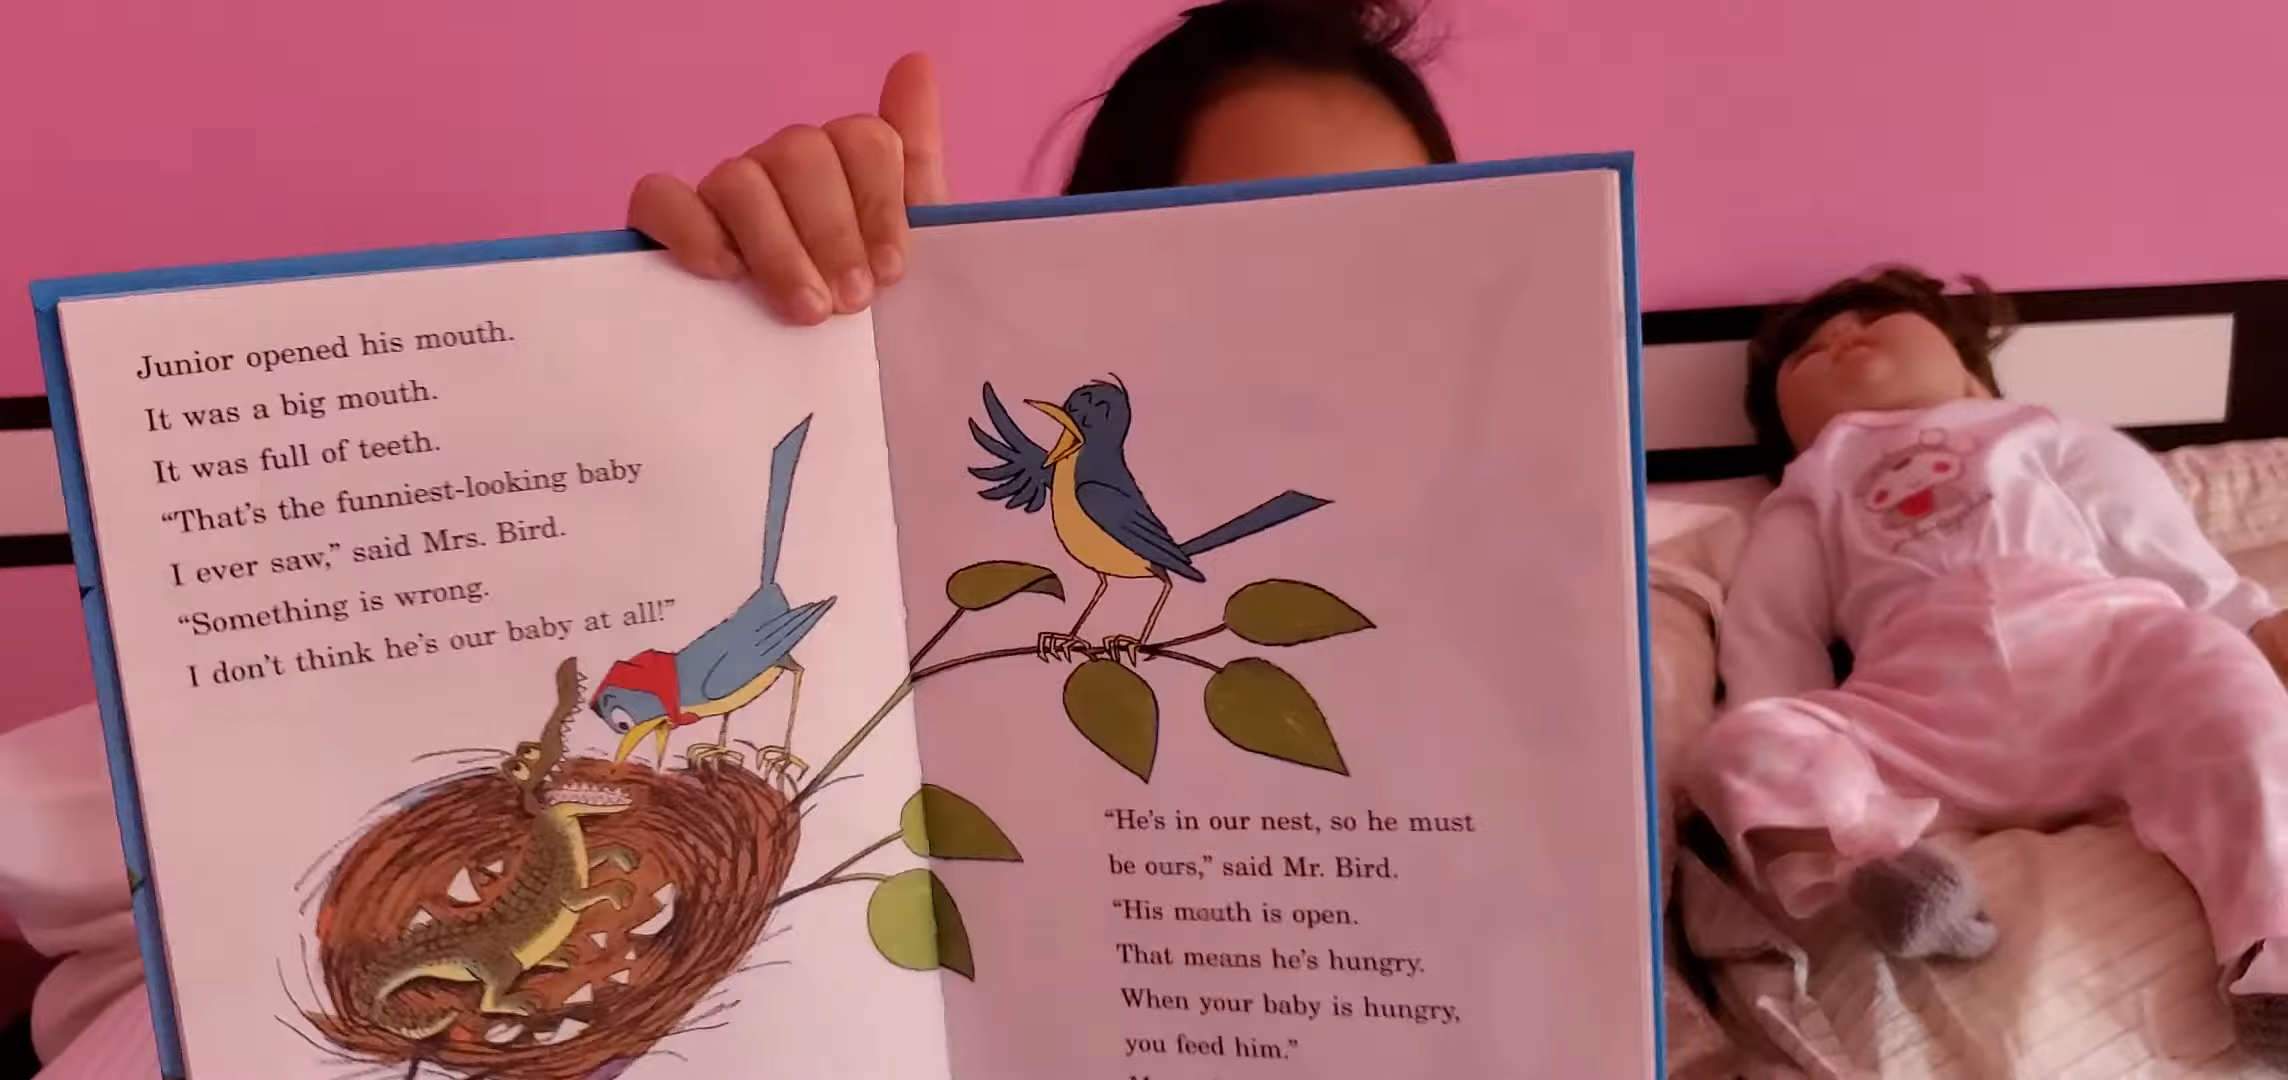 Junior opened his mouth.
It was a big mouth.
It was full of teeth.
“That’s the funniest-looking baby
I ever saw,” said Mrs. Bird.
“Something is wrong.
I don’t think he’s our baby at all!”
“He’s in our nest, so he must
be ours,” said Mr. Bird.
“His mouth is open.
That means he’s hungry.
When your baby is hungry,
you feed him.”